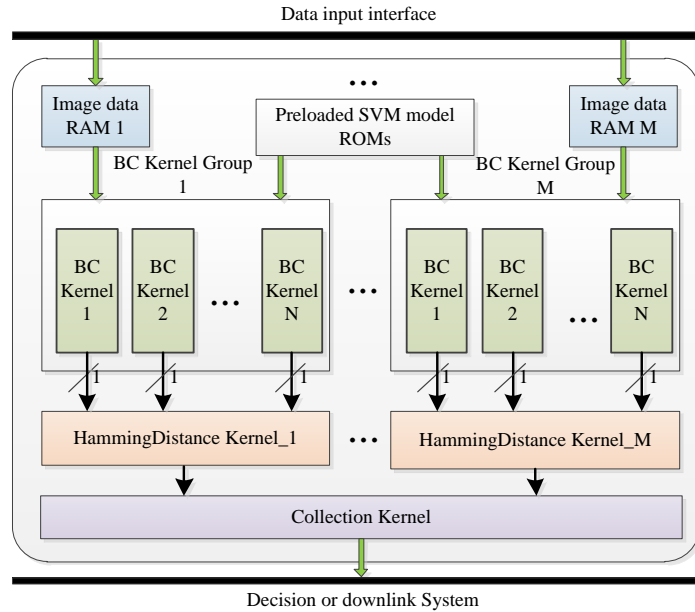 Data input interface
...
Image data
RAM 1
Preloaded SVM model
ROMs
Image data
RAM M
BC Kernel Group
1
BC Kernel Group
M
BC
Kernel
1
BC
Kernel
2
...
BC
Kernel
N
...
BC
Kernel
1
BC
Kernel
2
...
BC
Kernel
N
1
1
1
1
1
1
HammingDistance Kernel_1
...
HammingDistance Kernel_M
Collection Kernel
Decision or downlink System